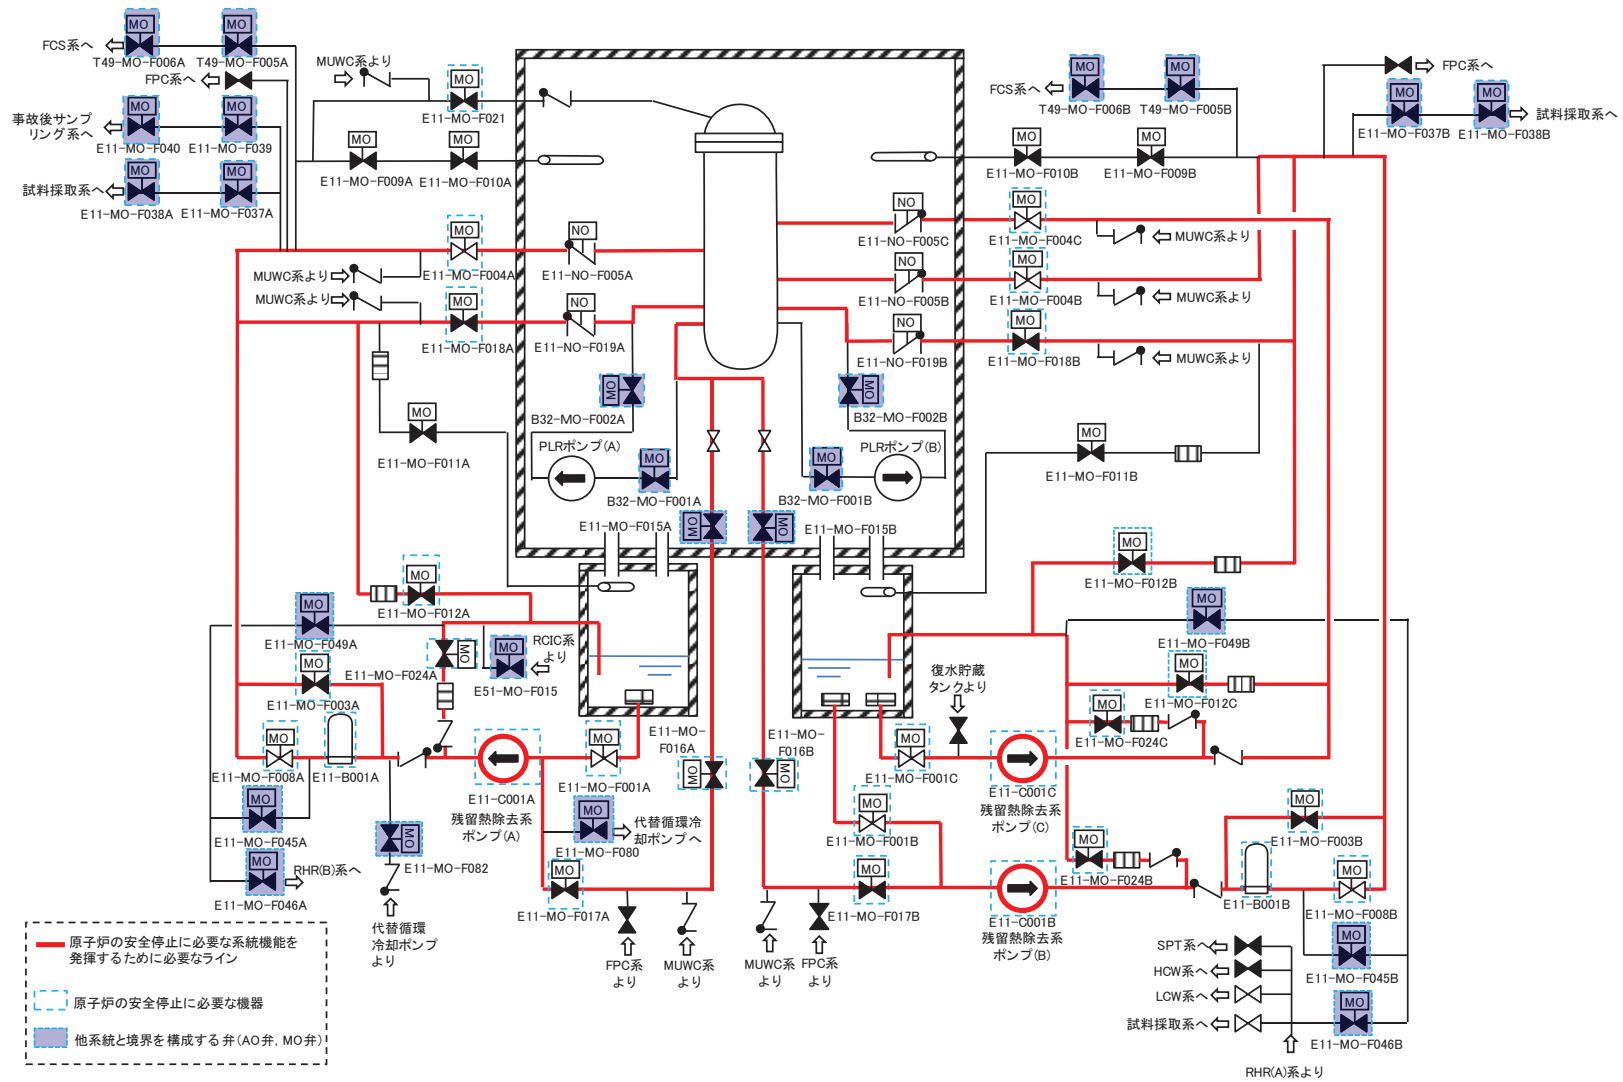 MO
MO
FCS系へ
T49-MO-F006A
T49-MO-F005A
FPC系へ
MO
MO
事故後サンプ
リング系へ
E11-MO-F040
E11-MO-F039
MO
MO
試料採取系へ
E11-MO-F038A
E11-MO-F037A
MUWC系より
MO
E11-MO-F021
MO
MO
E11-MO-F009A
E11-MO-F010A
MO
NO
E11-MO-F004A
E11-NO-F005A
MUWC系より
MUWC系より
MO
NO
E11-MO-F018A
E11-NO-F019A
MO
E11-MO-F011A
MO
B32-MO-F002A
PLRポンプ(A)
MO
B32-MO-F001A
E11-MO-F015A
MO
MO
MO
FCS系へ
T49-MO-F006B
T49-MO-F005B
FPC系へ
MO
MO
試料採取系へ
E11-MO-F037B
E11-MO-F038B
MO
MO
E11-MO-F010B
E11-MO-F009B
NO
MO
E11-NO-F005C
E11-MO-F004C
MUWC系より
NO
MO
E11-NO-F005B
E11-MO-F004B
MUWC系より
NO
MO
E11-NO-F019B
E11-MO-F018B
MUWC系より
MO
B32-MO-F002B
PLRポンプ(B)
MO
B32-MO-F001B
MO
E11-MO-F015B
MO
E11-MO-F011B
MO
E11-MO-F012A
MO
E11-MO-F049A
MO
E11-MO-F024A
MO
RCIC系
より
E51-MO-F015
MO
E11-MO-F003A
MO
E11-MO-F008A
E11-B001A
E11-C001A
残留熱除去系
ポンプ(A)
MO
E11-MO-F001A
E11-MO-
F016A
MO
MO
E11-MO-F045A
MO
RHR(B)系へ
E11-MO-F046A
MO
E11-MO-F082
代替循環
冷却ポンプ
より
MO
代替循環冷
却ポンプへ
E11-MO-F080
MO
E11-MO-F017A
FPC系
より
MUWC系
より
MO
E11-MO-F012B
MO
E11-MO-F049B
MO
E11-MO-F012C
MO
E11-MO-F024C
復水貯蔵
タンクより
E11-MO-
F016B
MO
MO
E11-MO-F001C
E11-C001C
残留熱除去系
ポンプ(C)
MO
E11-MO-F001B
MO
E11-MO-F017B
MUWC系
より
FPC系
より
E11-C001B
残留熱除去系
ポンプ(B)
MO
E11-MO-F024B
MO
E11-MO-F003B
E11-B001B
MO
E11-MO-F008B
MO
E11-MO-F045B
MO
E11-MO-F046B
SPT系へ
HCW系へ
LCW系へ
試料採取系へ
RHR(A)系より
原子炉の安全停止に必要な系統機能を
発揮するために必要なライン
原子炉の安全停止に必要な機器
他系統と境界を構成する弁(AO弁, MO弁)